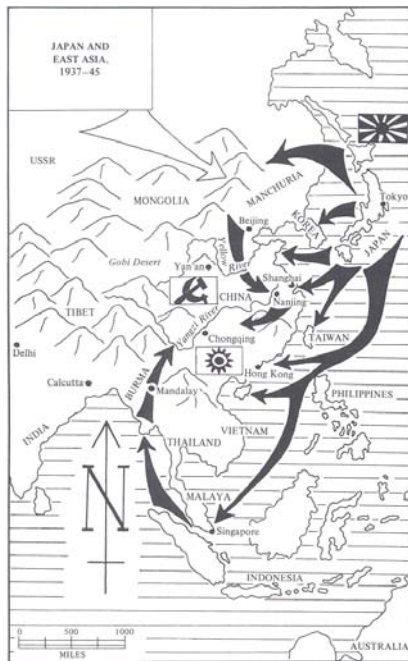 JAPAN AND
EAST ASIA,
1937–45
USSR
MONGOLIA
MANCHURIA
Tokyo
Beijing
KOREA
JAPAN
Gobi Desert
Yan'an
Yellow
River
Shanghai
CHINA
Nanjing
TIBET
Yangzi River
Chongqing
TAIWAN
Delhi
Hong Kong
Calcutta
BURMA
Mandalay
PHILIPPINES
INDIA
THAILAND
VIETNAM
N
MALAYA
Singapore
INDONESIA
0 500 1000
MILES
AUSTRALIA